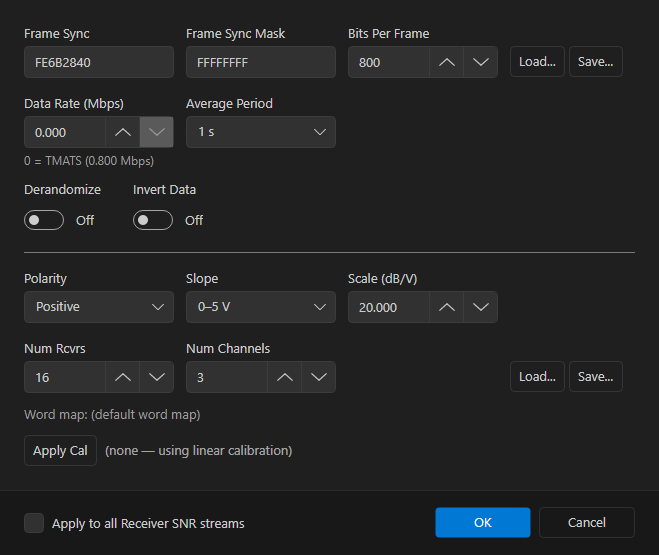 Frame Sync Frame Sync Mask Bits Per Frame
FE6B2840 FFFFFFFF 800 Load... Save...
Data Rate (Mbps) Average Period
0.000 1 s
0 = TMATS (0.800 Mbps)
Derandomize Invert Data
Off Off
Polarity Slope Scale (dB/V)
Positive 0–5 V 20.000
Num Rcvrs Num Channels
16 3 Load... Save...
Word map: (default word map)
Apply Cal (none — using linear calibration)
Apply to all Receiver SNR streams OK Cancel